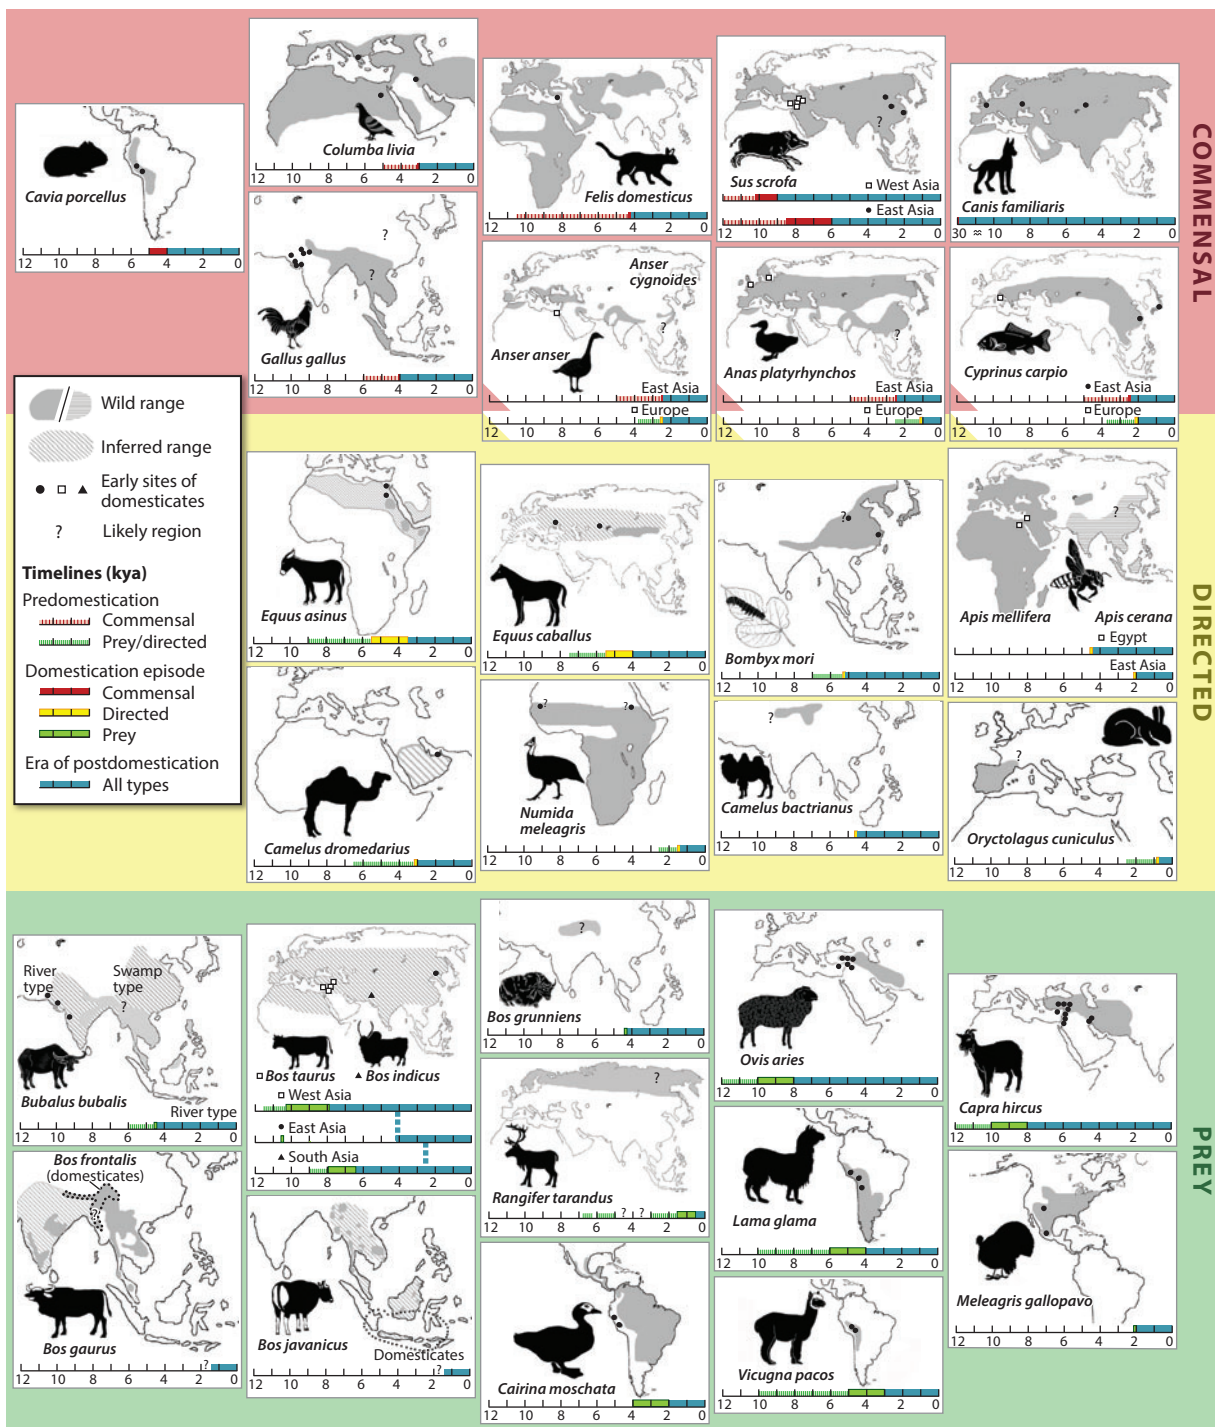 COMMENSAL
Cavia porcellus
12 10 8 6 4 2 0
Columba livia
12 10 8 6 4 2 0
Gallus gallus
? ?
12 10 8 6 4 2 0
Felis domesticus
12 10 8 6 4 2 0
Anser cygnoides
?
Anser anser
East Asia
Europe
12 10 8 6 4 2 0
?
Sus scrofa
West Asia
East Asia
12 10 8 6 4 2 0
?
Anas platyrhynchos
East Asia
Europe
12 10 8 6 4 2 0
Canis familiaris
30 ≈ 10 8 6 4 2 0
Cyprinus carpio
East Asia
Europe
12 10 8 6 4 2 0
Wild range
Inferred range
Early sites of
domesticates
? Likely region
Timelines (kya)
Predomestication
Commensal
Prey/directed
Domestication episode
Commensal
Directed
Prey
Era of postdomestication
All types
DIRECTED
Equus asinus
12 10 8 6 4 2 0
Camelus dromedarius
12 10 8 6 4 2 0
Equus caballus
12 10 8 6 4 2 0
? ?
Numida
meleagris
12 10 8 6 4 2 0
?
Bombyx mori
12 10 8 6 4 2 0
?
Camelus bactrianus
12 10 8 6 4 2 0
?
Apis mellifera Apis cerana
Egypt
East Asia
12 10 8 6 4 2 0
?
Oryctolagus cuniculus
12 10 8 6 4 2 0
PREY
River
type
Swamp
type
?
Bubalus bubalis
River type
12 10 8 6 4 2 0
Bos frontalis
(domesticates)
?
Bos gaurus
?
12 10 8 6 4 2 0
Bos taurus Bos indicus
West Asia
East Asia
South Asia
12 10 8 6 4 2 0
Bos javanicus
Domesticates
?
12 10 8 6 4 2 0
?
Bos grunniens
12 10 8 6 4 2 0
?
Rangifer tarandus
? ?
12 10 8 6 4 2 0
Cairina moschata
12 10 8 6 4 2 0
Ovis aries
12 10 8 6 4 2 0
Lama glama
12 10 8 6 4 2 0
Vicugna pacos
12 10 8 6 4 2 0
Capra hircus
12 10 8 6 4 2 0
Meleagris gallopavo
12 10 8 6 4 2 0